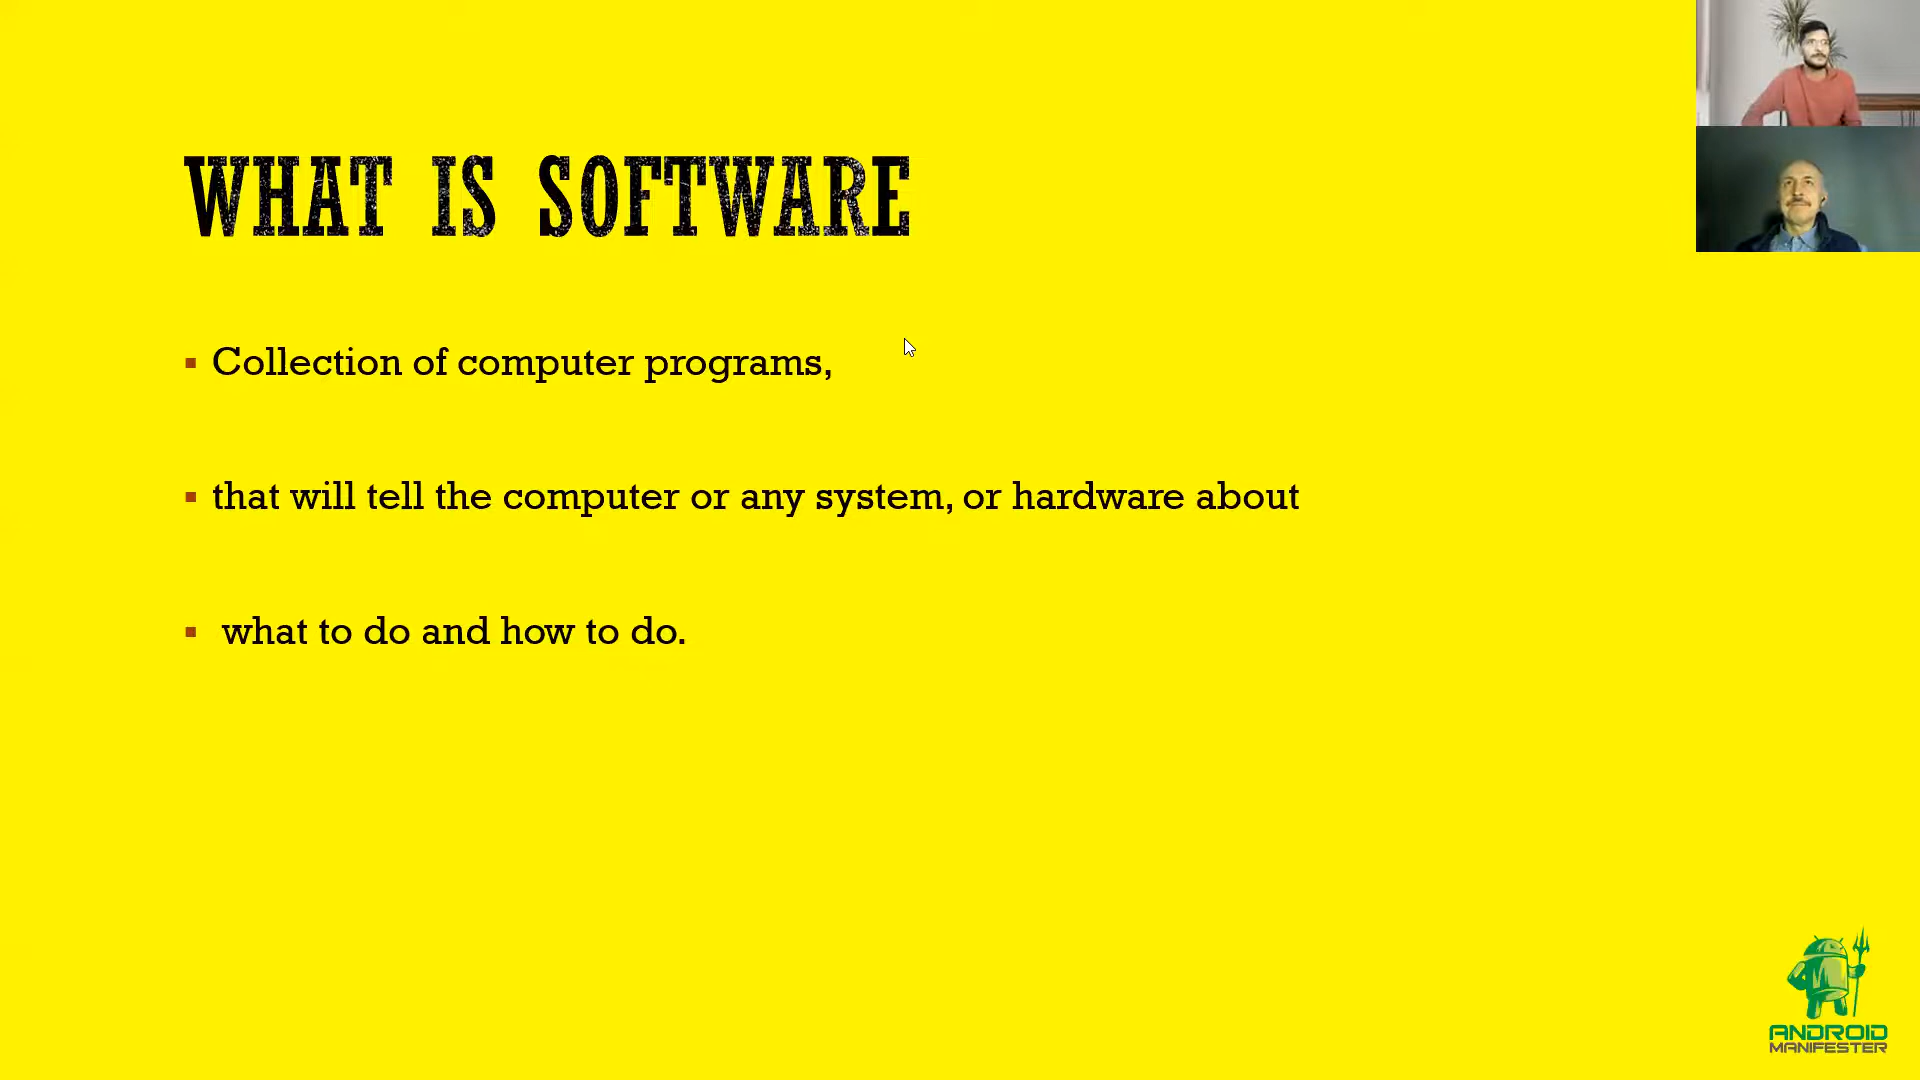 WHAT IS SOFTWARE
Collection of computer programs,
that will tell the computer or any system, or hardware about
what to do and how to do.
ANDROID
MANIFESTER